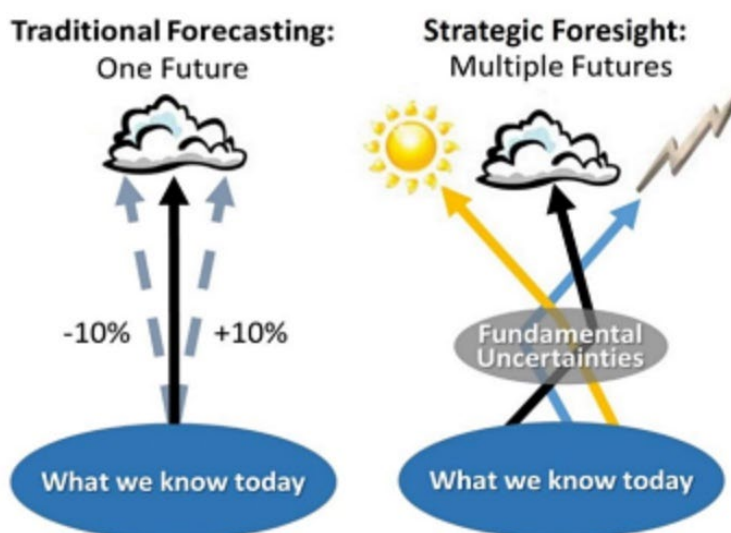 Traditional Forecasting:
One Future
-10%
+10%
What we know today
Strategic Foresight:
Multiple Futures
Fundamental
Uncertainties
What we know today